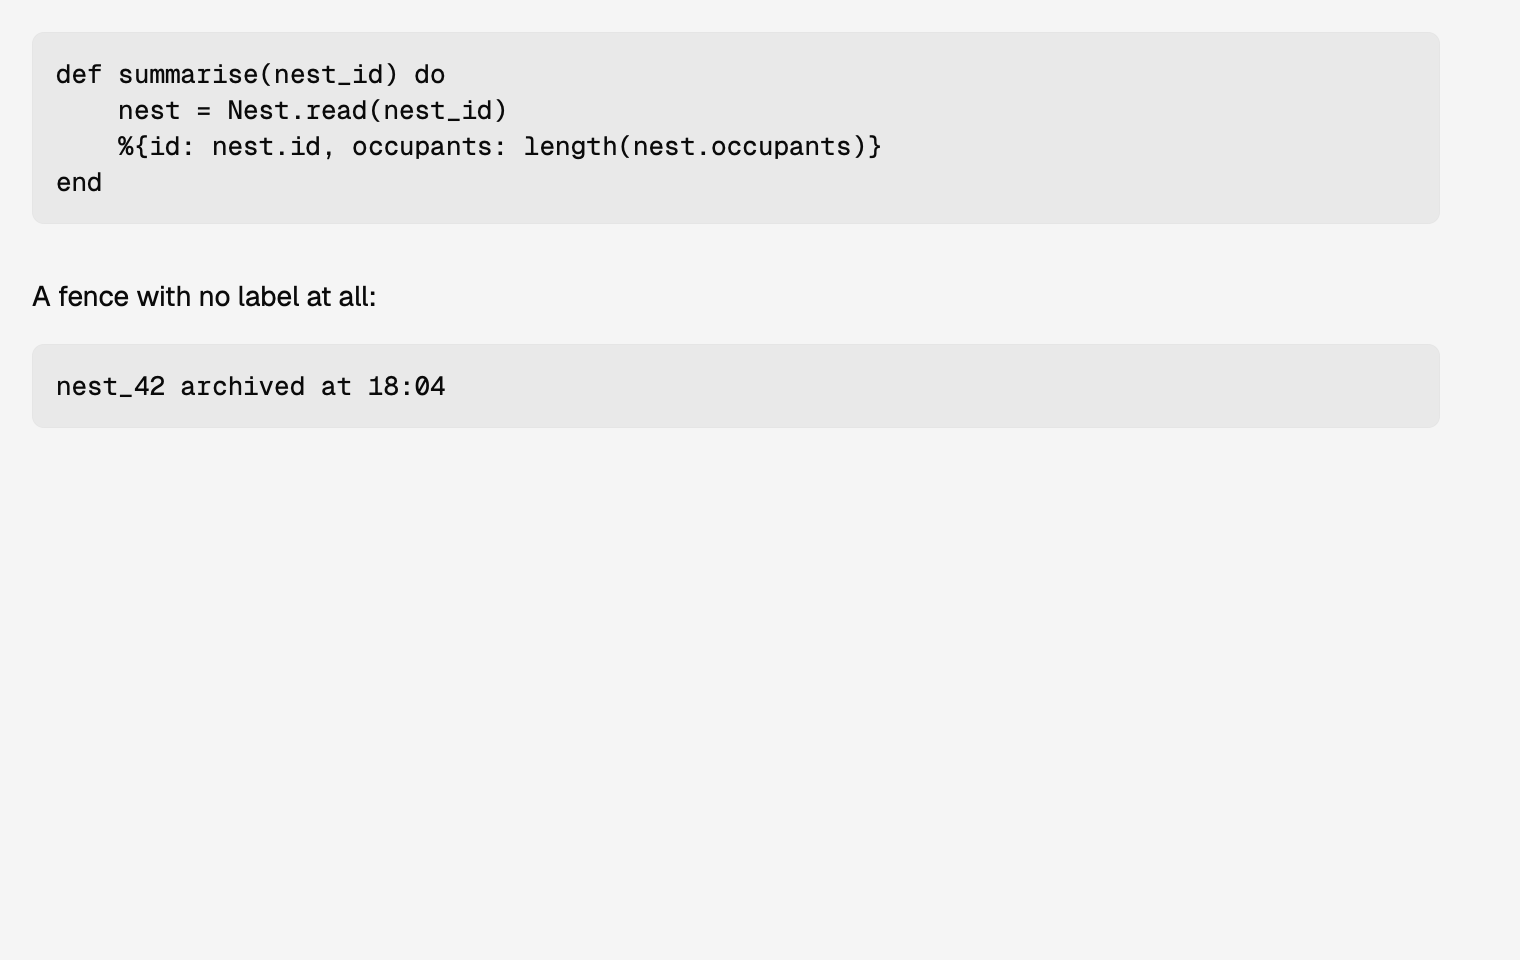 def summarise(nest_id) do
    nest = Nest.read(nest_id)
    %{id: nest.id, occupants: length(nest.occupants)}
end
A fence with no label at all:
nest_42 archived at 18:04